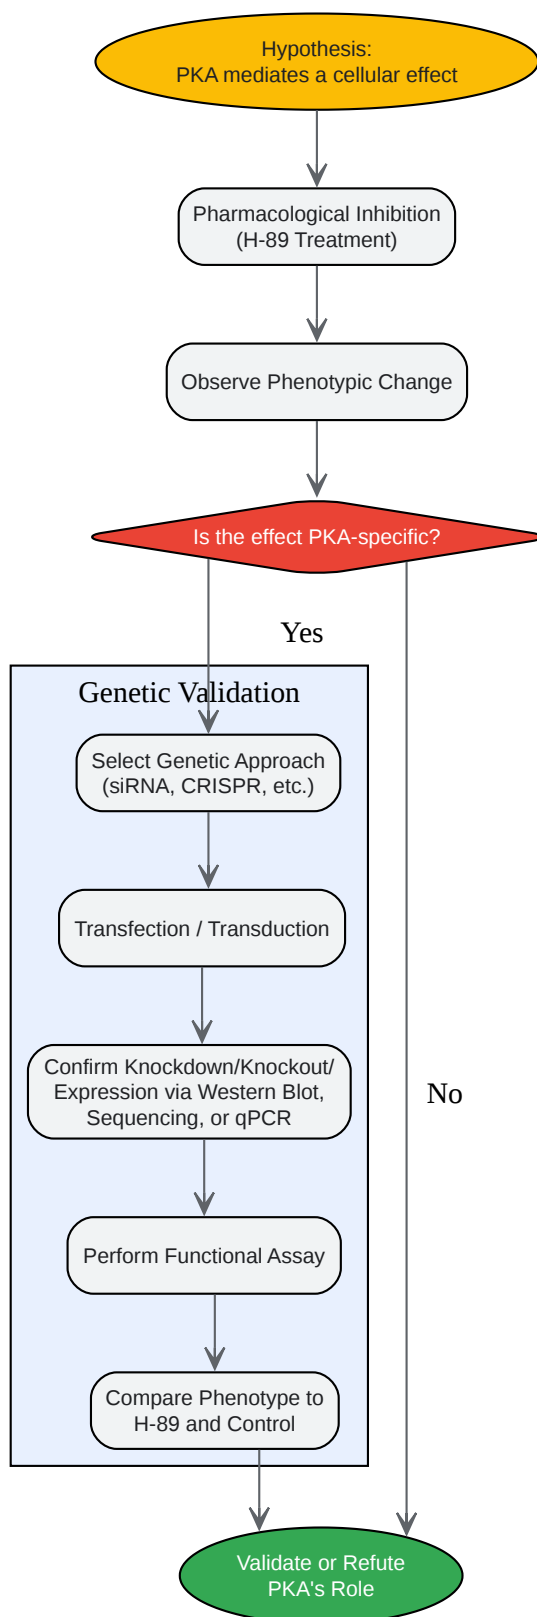 Hypothesis:
PKA mediates a cellular effect
Pharmacological Inhibition
(H-89 Treatment)
Observe Phenotypic Change
Is the effect PKA-specific?
Yes
Genetic Validation
Select Genetic Approach
(siRNA, CRISPR, etc.)
Transfection / Transduction
Confirm Knockdown/Knockout/
Expression via Western Blot,
Sequencing, or qPCR
No
Perform Functional Assay
Compare Phenotype to
H-89 and Control
Validate or Refute
PKA's Role